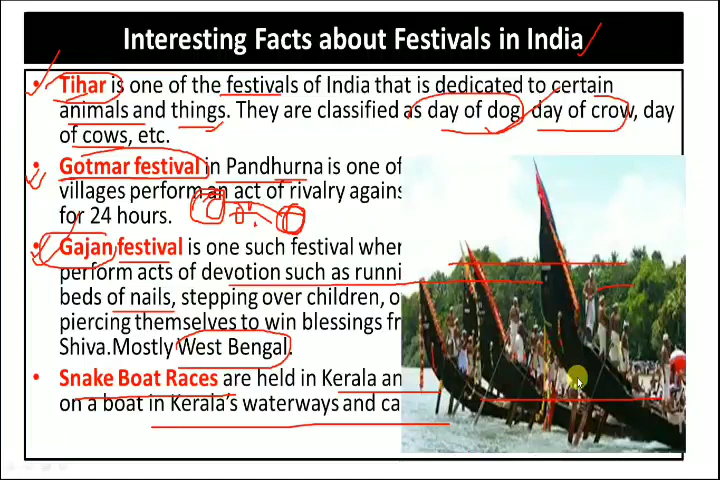 Interesting Facts about Festivals in India
• Tihar is one of the festivals of India that is dedicated to certain
animals and things. They are classified as day of dog, day of crow, day
of cows, etc.
• Gotmar festival in Pandhurna is one of
villages perform an act of rivalry agains
for 24 hours.
• Gajan festival is one such festival wher
perform acts of devotion such as runni
beds of nails, stepping over children, o
piercing themselves to win blessings fr
Shiva.Mostly West Bengal.
• Snake Boat Races are held in Kerala an
on a boat in Kerala's waterways and ca